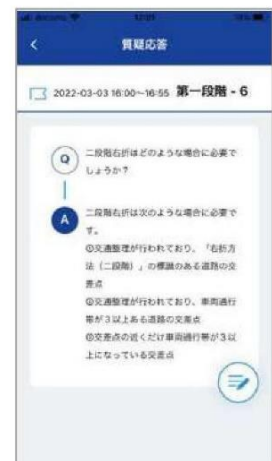 docomo
12:01
質疑応答
2022-03-03 16:00~16:55 第一段階 - 6
Q
二段階右折はどのような場合に必要で
しょうか?
A
二段階右折は次のような場合に必要で
す。
①交通整理が行われており、「右折方
法（二段階）」の標識のある道路の交
差点
②交通整理が行われており、車両通行
帯が3以上ある道路の交差点
③交差点の近くだけ車両通行帯が3以
上になっている交差点